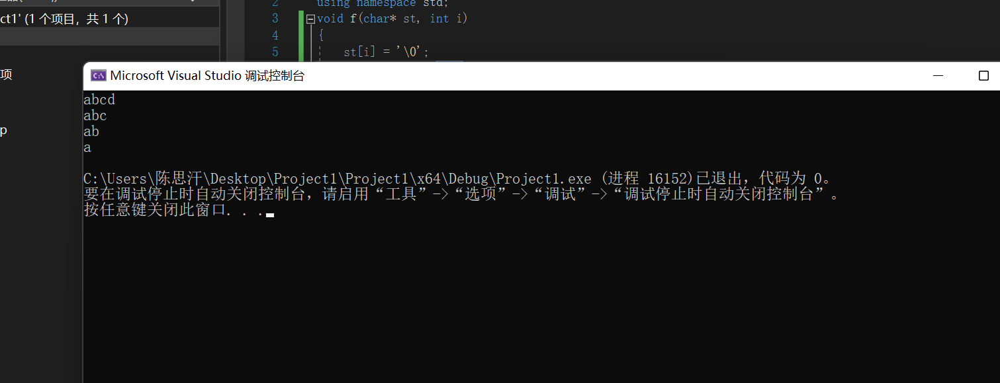 ct1' (1 个项目，共 1 个)
2 using namespace std;
3 void f(char* st, int i)
4 {
5 st[i] = '\0';
项
p
Microsoft Visual Studio 调试控制台
abcd
abc
ab
a
C:\Users\陈思汗\Desktop\Project1\Project1\x64\Debug\Project1.exe (进程 16152)已退出，代码为 0。
要在调试停止时自动关闭控制台，请启用“工具”->“选项”->“调试”->“调试停止时自动关闭控制台”。
按任意键关闭此窗口. . .